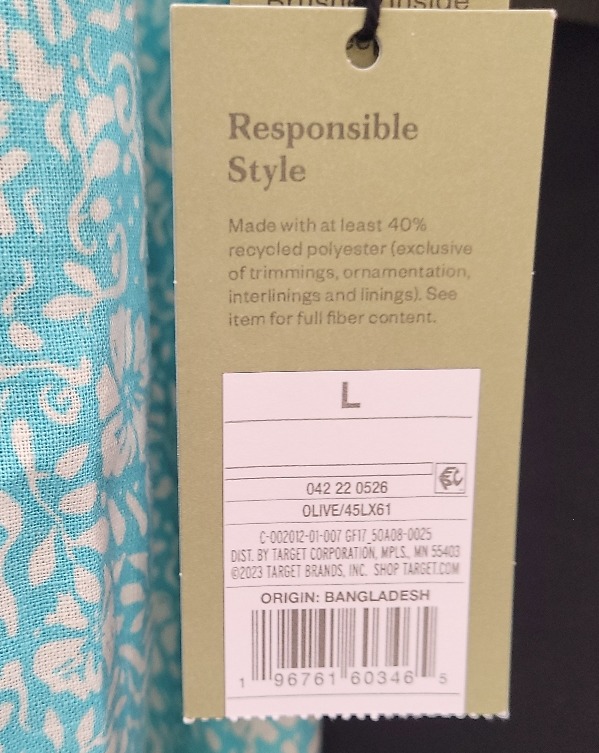 Responsible
Style
Made with at least 40%
recycled polyester (exclusive
of trimmings, ornamentation,
interlinings and linings). See
item for full fiber content.
L
042 22 0526
OLIVE/45LX61
C-002012-01-007 GF17_50A08-0025
DIST. BY TARGET CORPORATION, MPLS., MN 55403
©2023 TARGET BRANDS, INC. SHOP TARGET.COM
ORIGIN: BANGLADESH
1 96761 60346 5